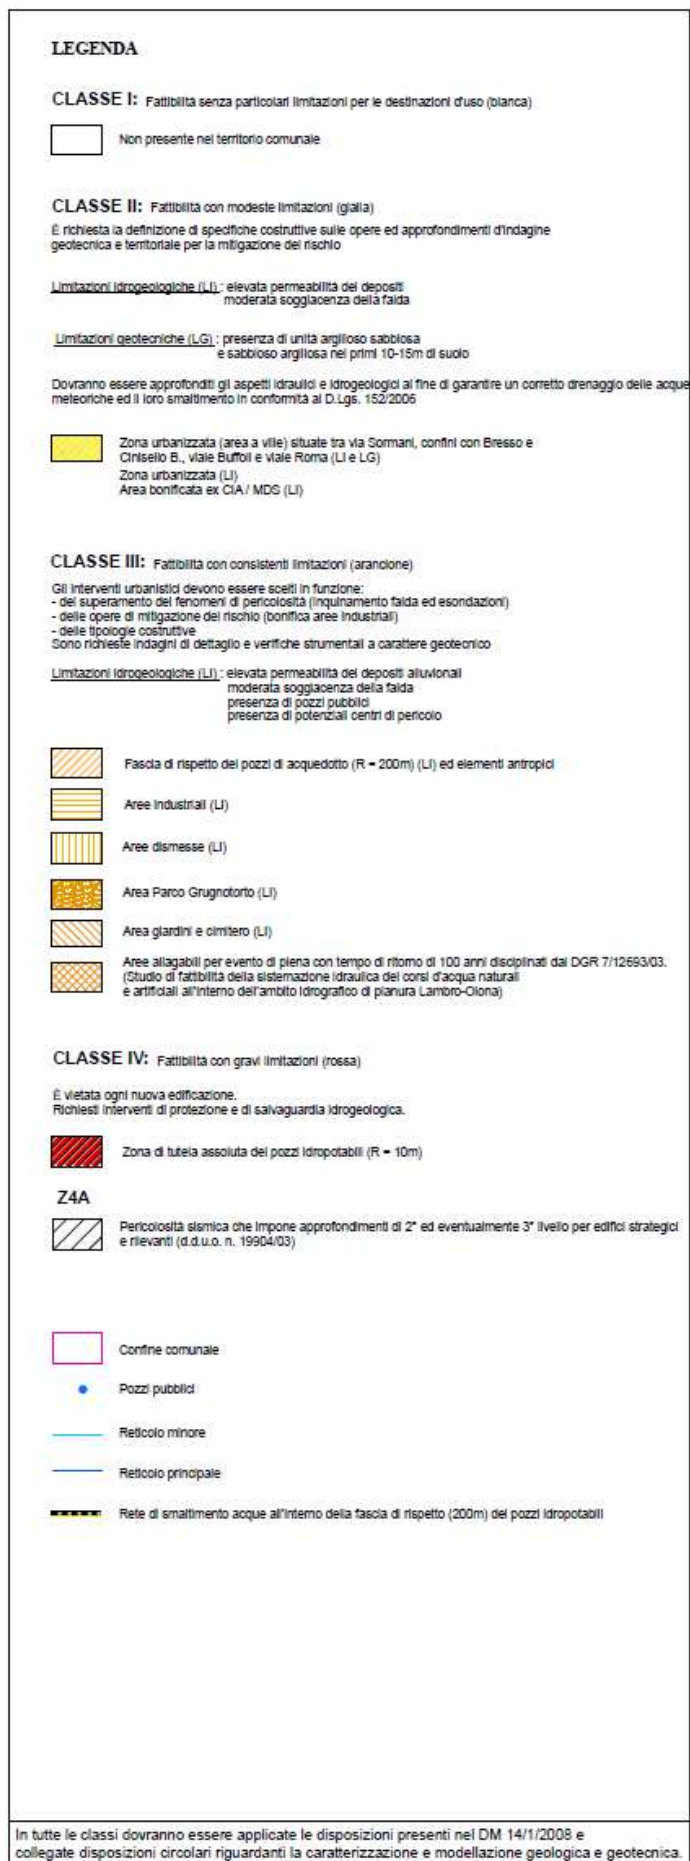 LEGENDA
CLASSE I: Fattibilità senza particolari limitazioni per le destinazioni d'uso (bianca)
Non presente nel territorio comunale
CLASSE II: Fattibilità con modeste limitazioni (gialla)
È richiesta la definizione di specifiche costruttive sulle opere ed approfondimenti d'indagine
geotecnica e territoriale per la mitigazione del rischio
Limitazioni idrogeologiche (LI) : elevata permeabilità dei depositi
moderata soggiacenza della falda
Limitazioni geotecniche (LG) : presenza di unità argilloso sabbiosa
e sabbioso argillosa nei primi 10-15m di suolo
Dovranno essere approfonditi gli aspetti idraulici e idrogeologici al fine di garantire un corretto drenaggio delle acque
meteoriche ed il loro smaltimento in conformità al D.Lgs. 152/2006
Zona urbanizzata (area a ville) situate tra via Sormani, confini con Bresso e
Cinisello B., viale Buffoli e viale Roma (LI e LG)
Zona urbanizzata (LI)
Area bonificata ex CIA / MDS (LI)
CLASSE III: Fattibilità con consistenti limitazioni (arancione)
Gli interventi urbanistici devono essere scelti in funzione:
- del superamento dei fenomeni di pericolosità (inquinamento falda ed esondazioni)
- delle opere di mitigazione del rischio (bonifica aree industriali)
- delle tipologie costruttive
Sono richieste indagini di dettaglio e verifiche strumentali a carattere geotecnico
Limitazioni idrogeologiche (LI) : elevata permeabilità dei depositi alluvionali
moderata soggiacenza della falda
presenza di pozzi pubblici
presenza di potenziali centri di pericolo
Fascia di rispetto dei pozzi di acquedotto (R = 200m) (LI) ed elementi antropici
Aree industriali (LI)
Aree dismesse (LI)
Area Parco Grugnotorto (LI)
Area giardini e cimitero (LI)
Aree allagabili per evento di piena con tempo di ritorno di 100 anni disciplinati dal DGR 7/12693/03.
(Studio di fattibilità della sistemazione idraulica dei corsi d'acqua naturali
e artificiali all'interno dell'ambito idrografico di pianura Lambro-Olona)
CLASSE IV: Fattibilità con gravi limitazioni (rossa)
È vietata ogni nuova edificazione.
Richiesti interventi di protezione e di salvaguardia idrogeologica.
Zona di tutela assoluta dei pozzi idropotabili (R = 10m)
Z4A
Pericolosità sismica che impone approfondimenti di 2° ed eventualmente 3° livello per edifici strategici
e rilevanti (d.d.u.o. n. 19904/03)
Confine comunale
Pozzi pubblici
Reticolo minore
Reticolo principale
Rete di smaltimento acque all'interno della fascia di rispetto (200m) dei pozzi idropotabili
In tutte le classi dovranno essere applicate le disposizioni presenti nel DM 14/1/2008 e
collegate disposizioni circolari riguardanti la caratterizzazione e modellazione geologica e geotecnica.